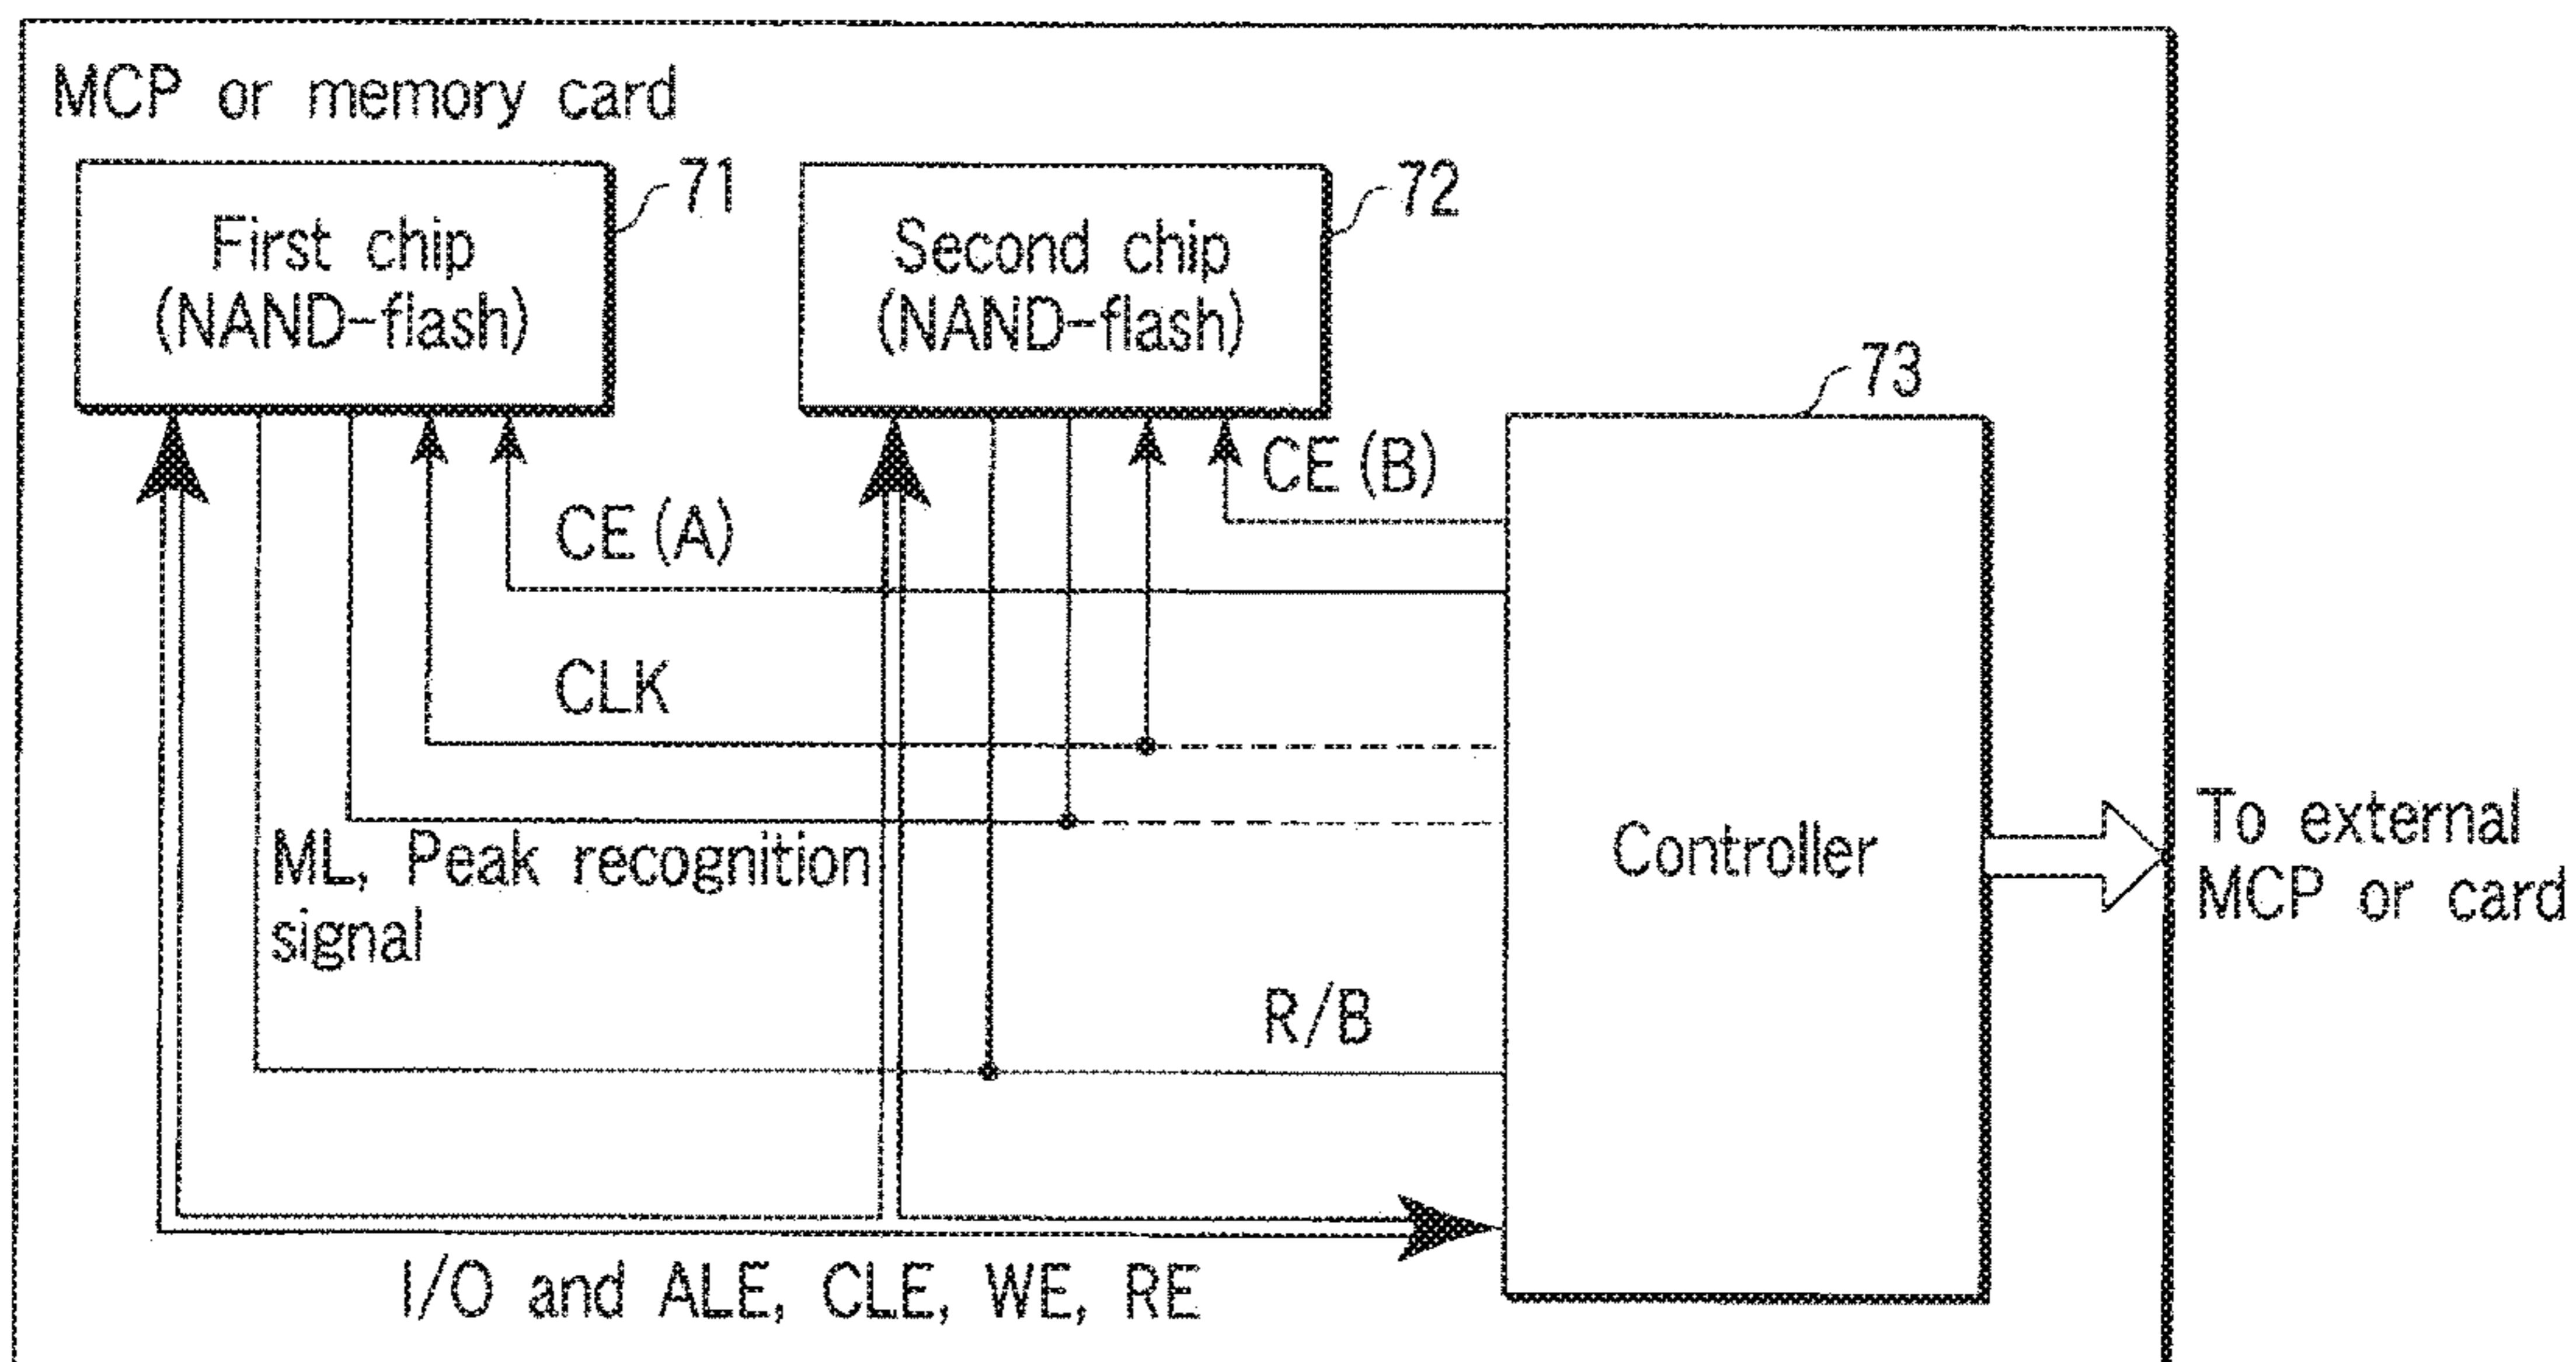 MCP or memory card
71
72
First chip
(NAND-flash)
Second chip
(NAND-flash)
73
CE (B)
CE (A)
CLK
ML, Peak recognition
signal
Controller
To external
MCP or card
R/B
I/O and ALE, CLE, WE, RE